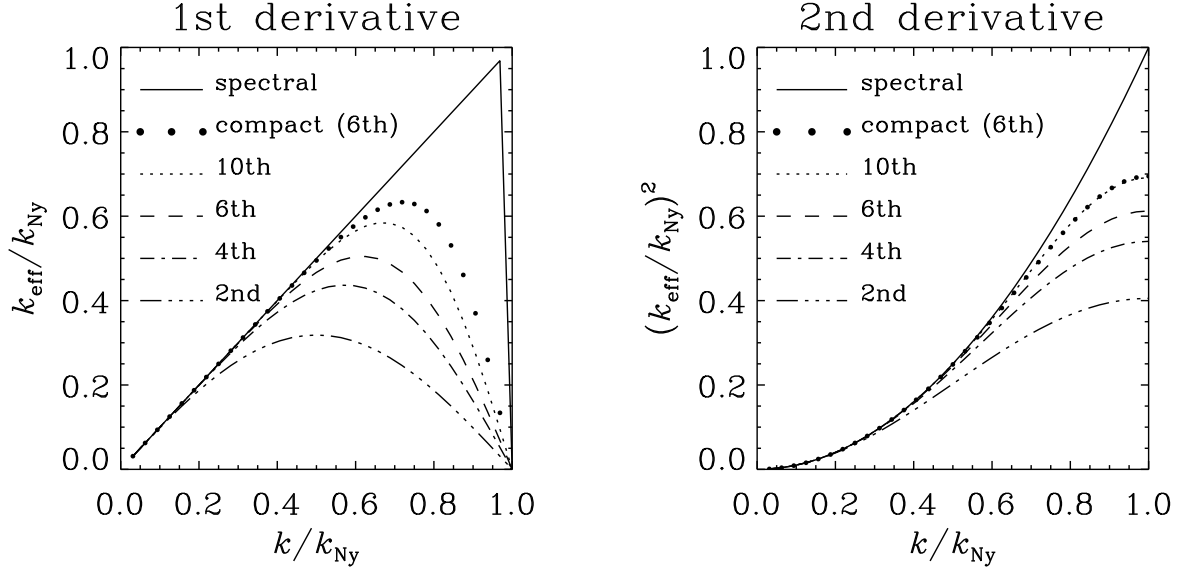 1st derivative
1.0
0.8
0.6
0.4
0.2
0.0
k_eff/k_Ny
spectral
compact (6th)
10th
6th
4th
2nd
0.0 0.2 0.4 0.6 0.8 1.0
k/k_Ny
2nd derivative
1.0
0.8
0.6
0.4
0.2
0.0
(k_eff/k_Ny)^2
spectral
compact (6th)
10th
6th
4th
2nd
0.0 0.2 0.4 0.6 0.8 1.0
k/k_Ny